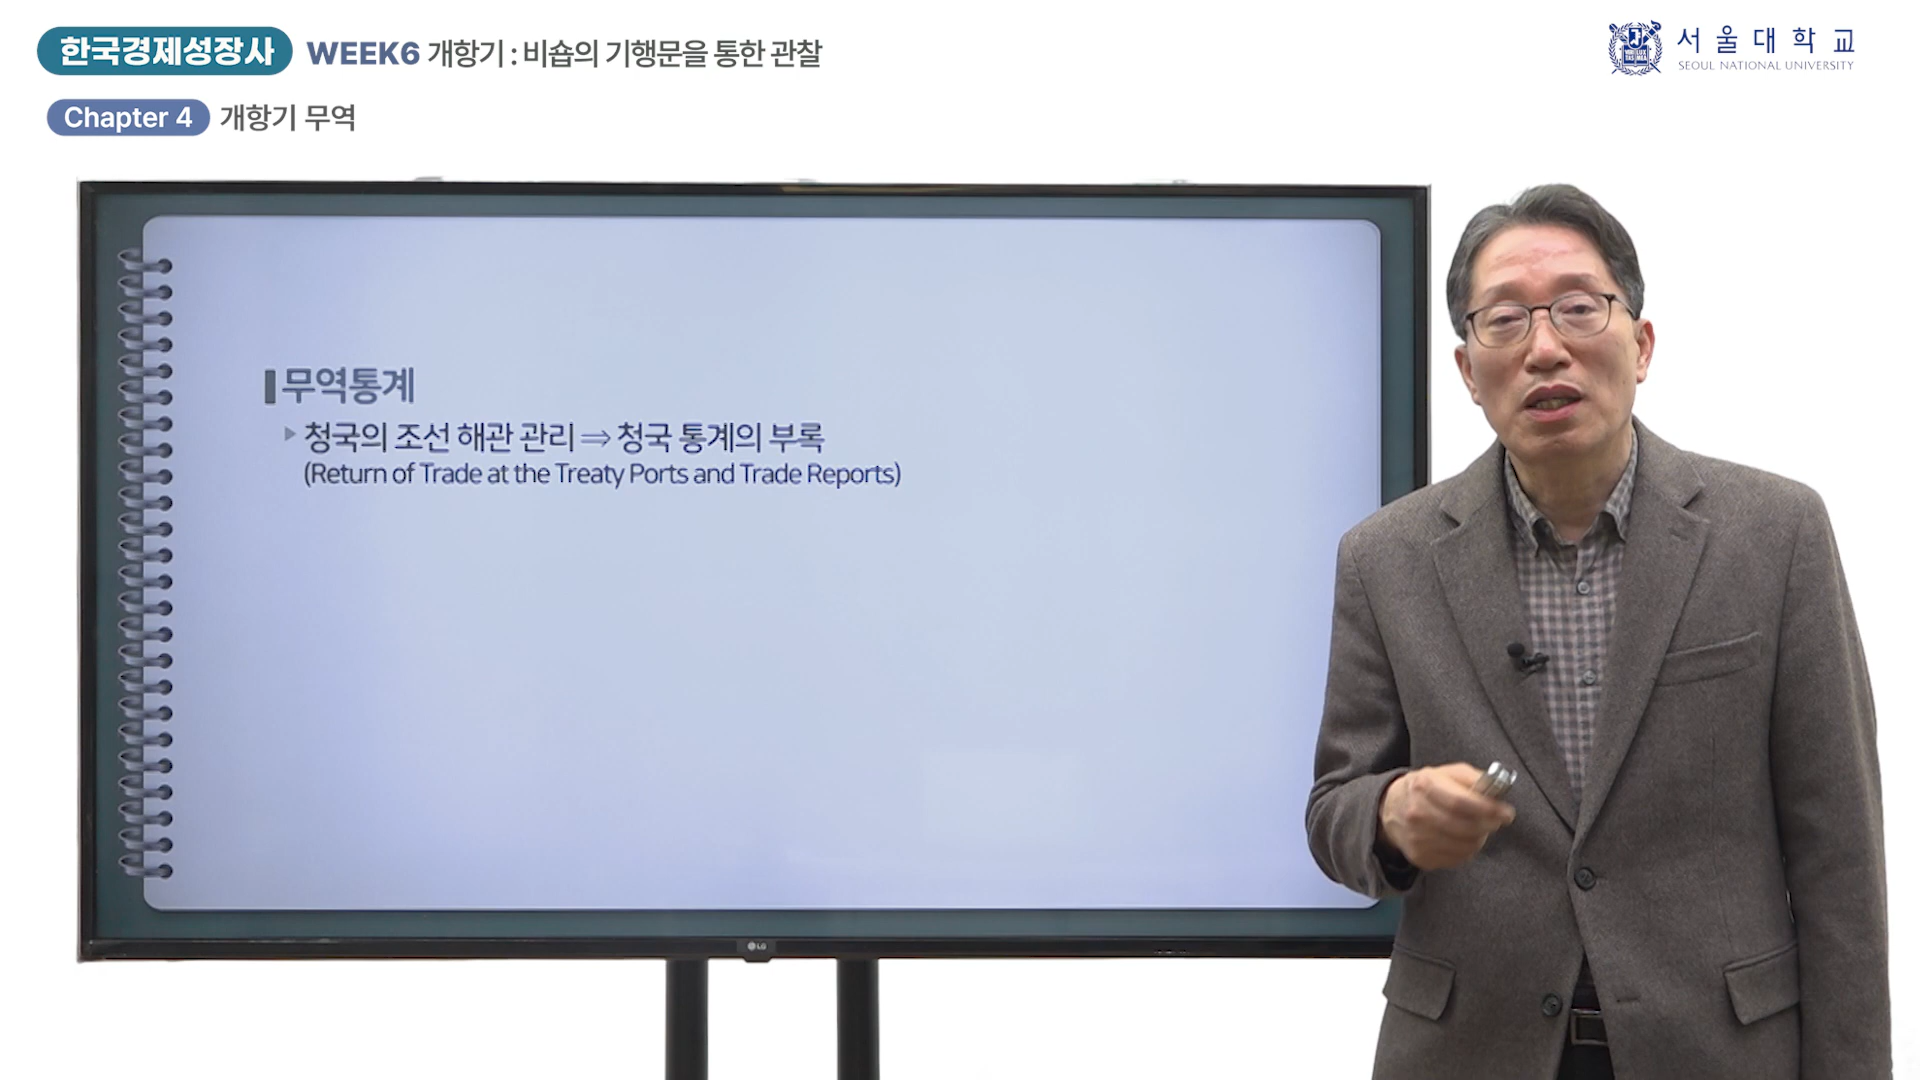 한국경제성장사 WEEK6 개항기 : 비숍의 기행문을 통한 관찰
서울대학교
SEOUL NATIONAL UNIVERSITY
Chapter 4 개항기 무역
무역통계
청국의 조선 해관 관리 ⇒ 청국 통계의 부록
(Return of Trade at the Treaty Ports and Trade Reports)
LG